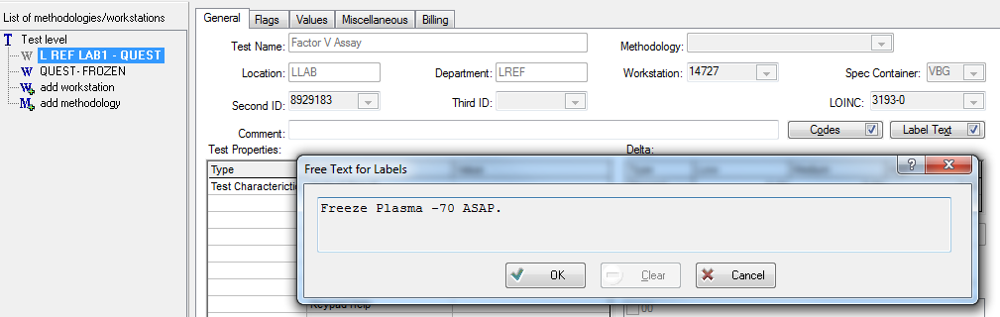 List of methodologies/workstations
T Test level
W L REF LAB1 - QUEST
W QUEST- FROZEN
W add workstation
M add methodology
General Flags Values Miscellaneous Billing
Test Name: Factor V Assay Methodology:
Location: LLAB Department: LREF Workstation: 14727 Spec Container: VBG
Second ID: 8929183 Third ID: LOINC: 3193-0
Comment: Codes Label Text
Test Properties: Delta:
Type
Test Characterictic
Free Text for Labels
Freeze Plasma -70 ASAP.
OK Clear Cancel